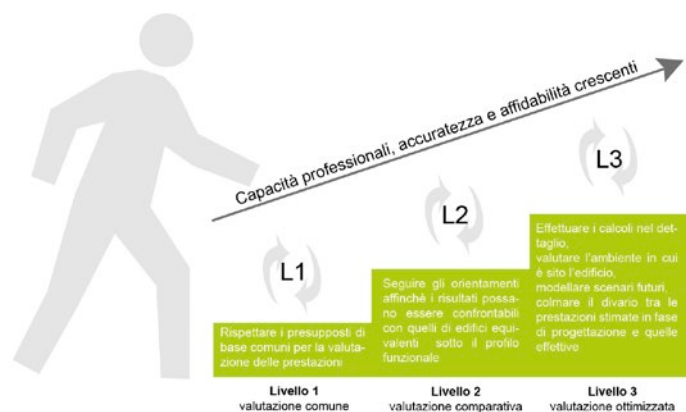 Capacità professionali, accuratezza e affidabilità crescenti
L1
L2
L3
Rispettare i presupposti di
base comuni per la valuta-
zione delle prestazioni
Seguire gli orientamenti
affinchè i risultati possa-
no essere confrontabili
con quelli di edifici equi-
valenti sotto il profilo
funzionale
Effettuare i calcoli nel det-
taglio,
valutare l'ambiente in cui
è sito l'edificio,
modellare scenari futuri,
colmare il divario tra le
prestazioni stimate in fase
di progettazione e quelle
effettive
Livello 1
valutazione comune
Livello 2
valutazione comparativa
Livello 3
valutazione ottimizzata